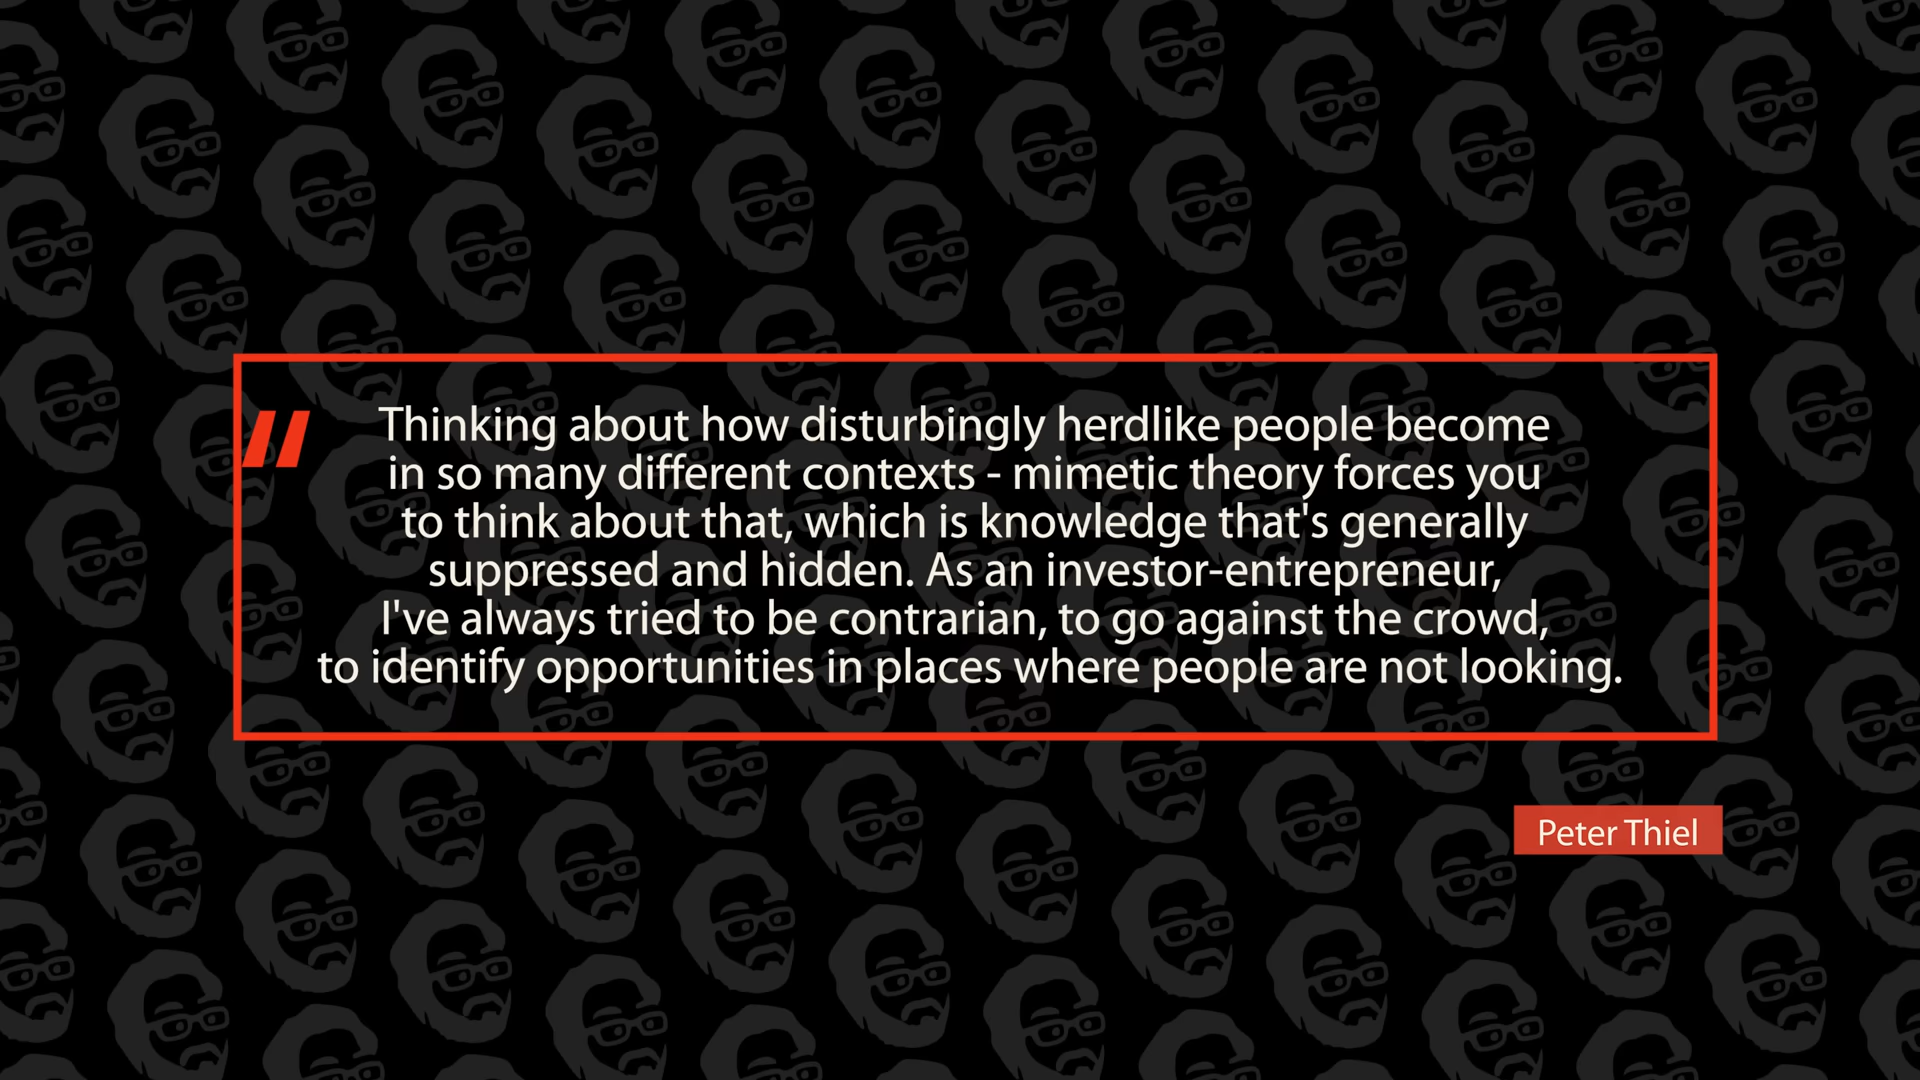 Thinking about how disturbingly herdlike people become
in so many different contexts - mimetic theory forces you
to think about that, which is knowledge that's generally
suppressed and hidden. As an investor-entrepreneur,
I've always tried to be contrarian, to go against the crowd,
to identify opportunities in places where people are not looking.
Peter Thiel